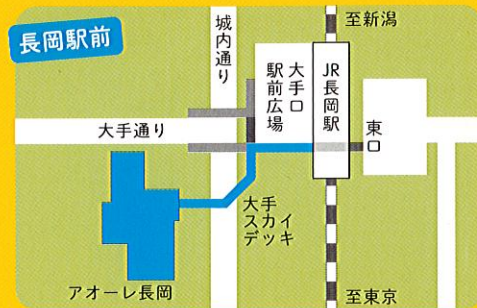 長岡駅前
至新潟
城内通り
大手口
駅前広場
JR長岡駅
東口
大手通り
大手
スカイ
デッキ
アオーレ長岡
至東京